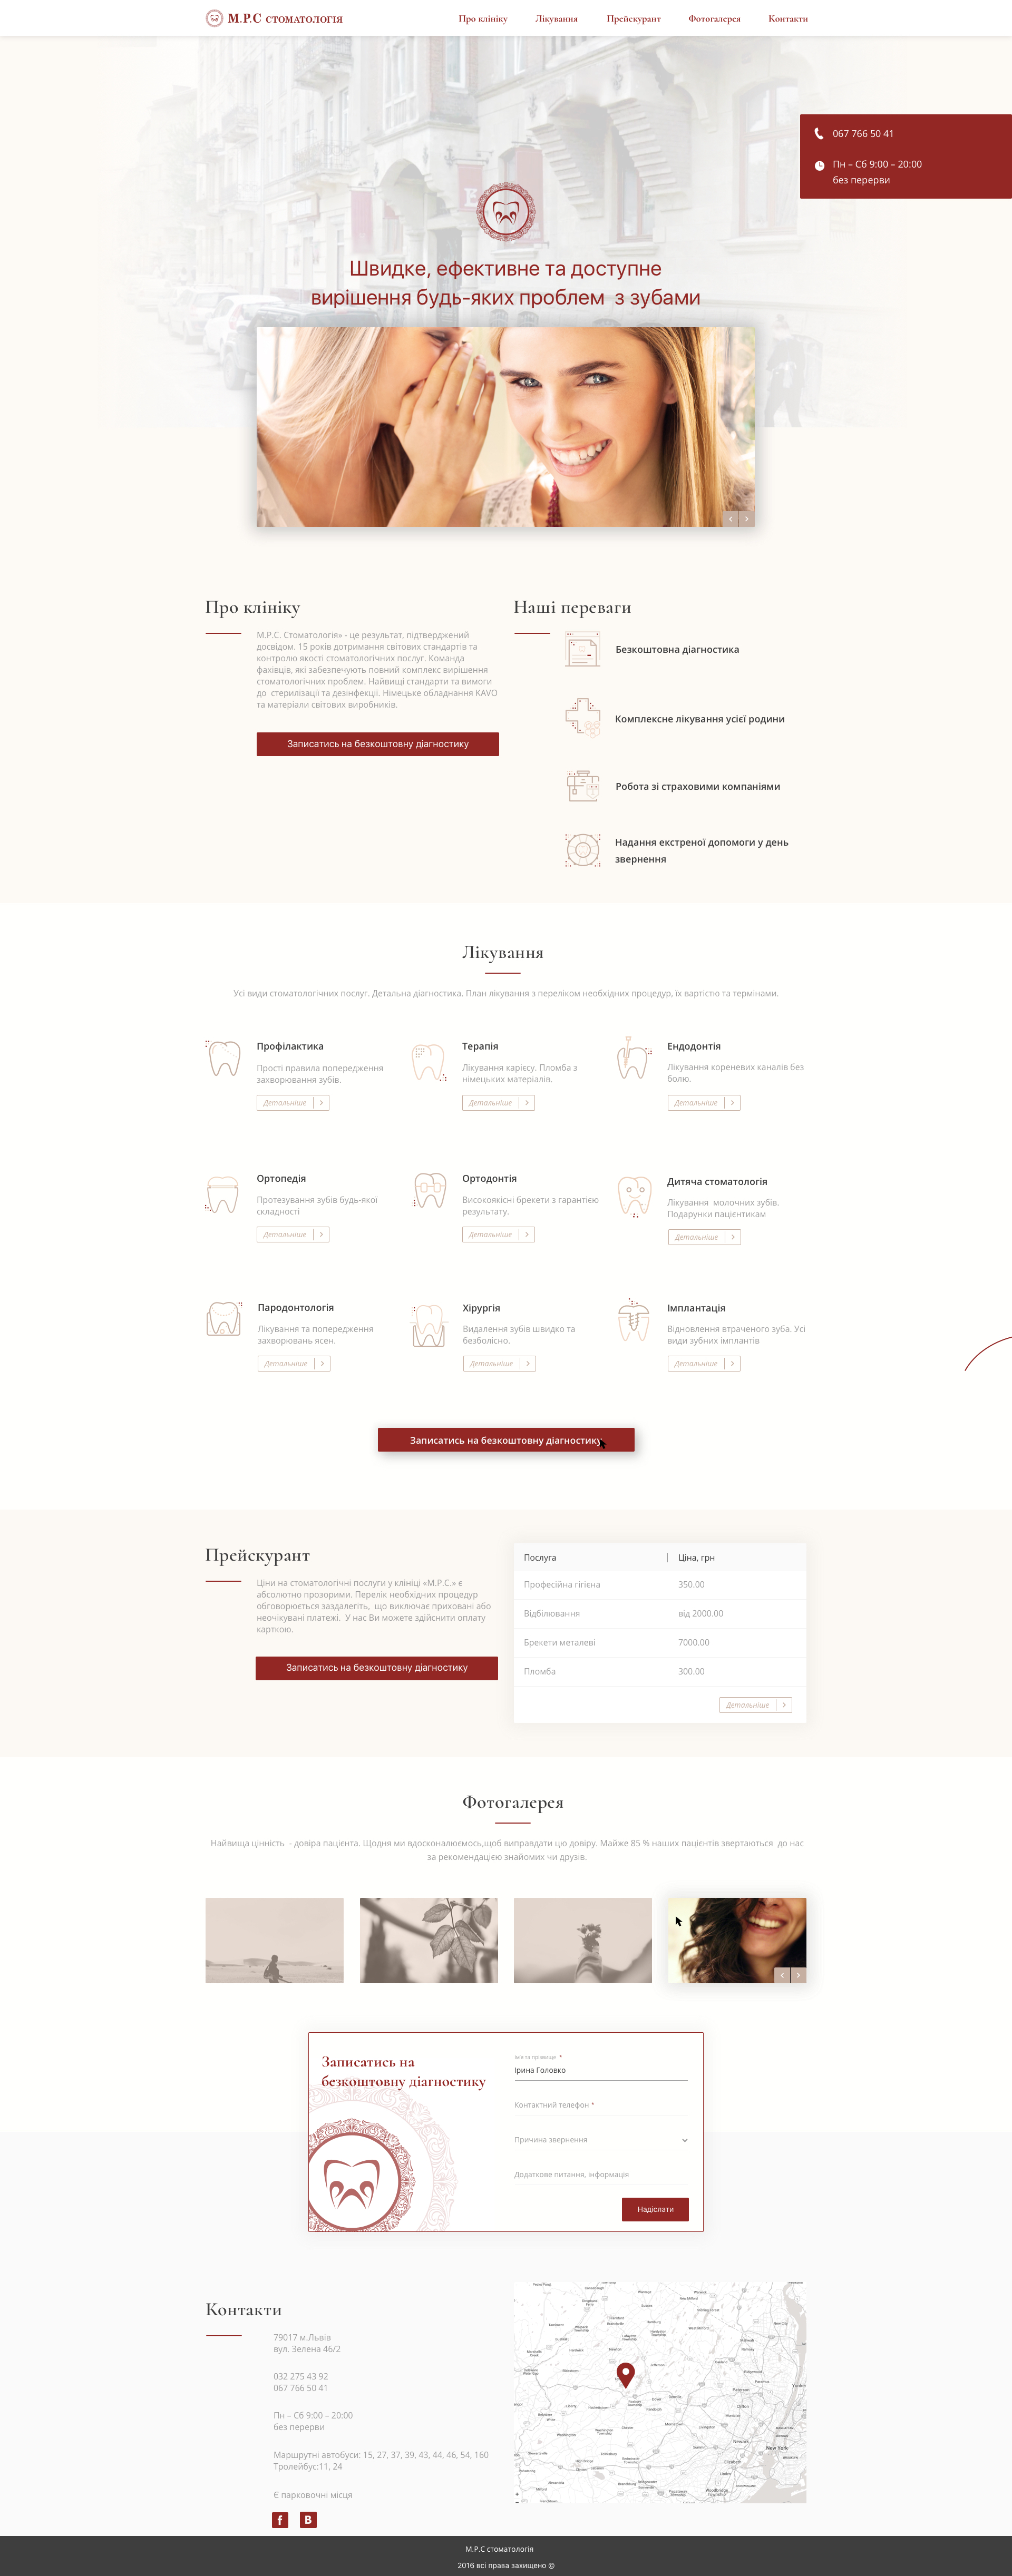 М.Р.С СТОМАТОЛОГІЯ
Про клініку
Лікування
Прейскурант
Фотогалерея
Контакти
067 766 50 41
Пн – Сб 9:00 – 20:00
без перерви
Швидке, ефективне та доступне
вирішення будь-яких проблем з зубами
Про клініку
М.Р.С. Стоматологія» - це результат, підтверджений
досвідом. 15 років дотримання світових стандартів та
контролю якості стоматологічних послуг. Команда
фахівців, які забезпечують повний комплекс вирішення
стоматологічних проблем. Найвищі стандарти та вимоги
до стерилізації та дезінфекції. Німецьке обладнання KAVO
та матеріали світових виробників.
Записатись на безкоштовну діагностику
Наші переваги
Безкоштовна діагностика
Комплексне лікування усієї родини
Робота зі страховими компаніями
Надання екстреної допомоги у день
звернення
Лікування
Усі види стоматологічних послуг. Детальна діагностика. План лікування з переліком необхідних процедур, їх вартістю та термінами.
Профілактика
Прості правила попередження
захворювання зубів.
Детальніше
Терапія
Лікування карієсу. Пломба з
німецьких матеріалів.
Детальніше
Ендодонтія
Лікування кореневих каналів без
болю.
Детальніше
Ортопедія
Протезування зубів будь-якої
складності
Детальніше
Ортодонтія
Високоякісні брекети з гарантією
результату.
Детальніше
Дитяча стоматологія
Лікування молочних зубів.
Подарунки пацієнтикам
Детальніше
Пародонтологія
Лікування та попередження
захворювань ясен.
Детальніше
Хірургія
Видалення зубів швидко та
безболісно.
Детальніше
Імплантація
Відновлення втраченого зуба. Усі
види зубних імплантів
Детальніше
Записатись на безкоштовну діагностику
Прейскурант
Ціни на стоматологічні послуги у клініці «М.Р.С.» є
абсолютно прозорими. Перелік необхідних процедур
обговорюється заздалегіть, що виключає приховані або
неочікувані платежі. У нас Ви можете здійснити оплату
карткою.
Записатись на безкоштовну діагностику
Послуга
Ціна, грн
Професійна гігієна
350.00
Відбілювання
від 2000.00
Брекети металеві
7000.00
Пломба
300.00
Детальніше
Фотогалерея
Найвища цінність - довіра пацієнта. Щодня ми вдосконалюємось,щоб виправдати цю довіру. Майже 85 % наших пацієнтів звертаються до нас
за рекомендацією знайомих чи друзів.
Записатись на
безкоштовну діагностику
Ім'я та прізвище *
Ірина Головко
Контактний телефон *
Причина звернення
Додаткове питання, інформація
Надіслати
Контакти
79017 м.Львів
вул. Зелена 46/2
032 275 43 92
067 766 50 41
Пн – Сб 9:00 – 20:00
без перерви
Маршрутні автобуси: 15, 27, 37, 39, 43, 44, 46, 54, 160
Тролейбус:11, 24
Є парковочні місця
New York
Newark
Paterson
Elizabeth
М.Р.С стоматологія
2016 всі права захищено ©